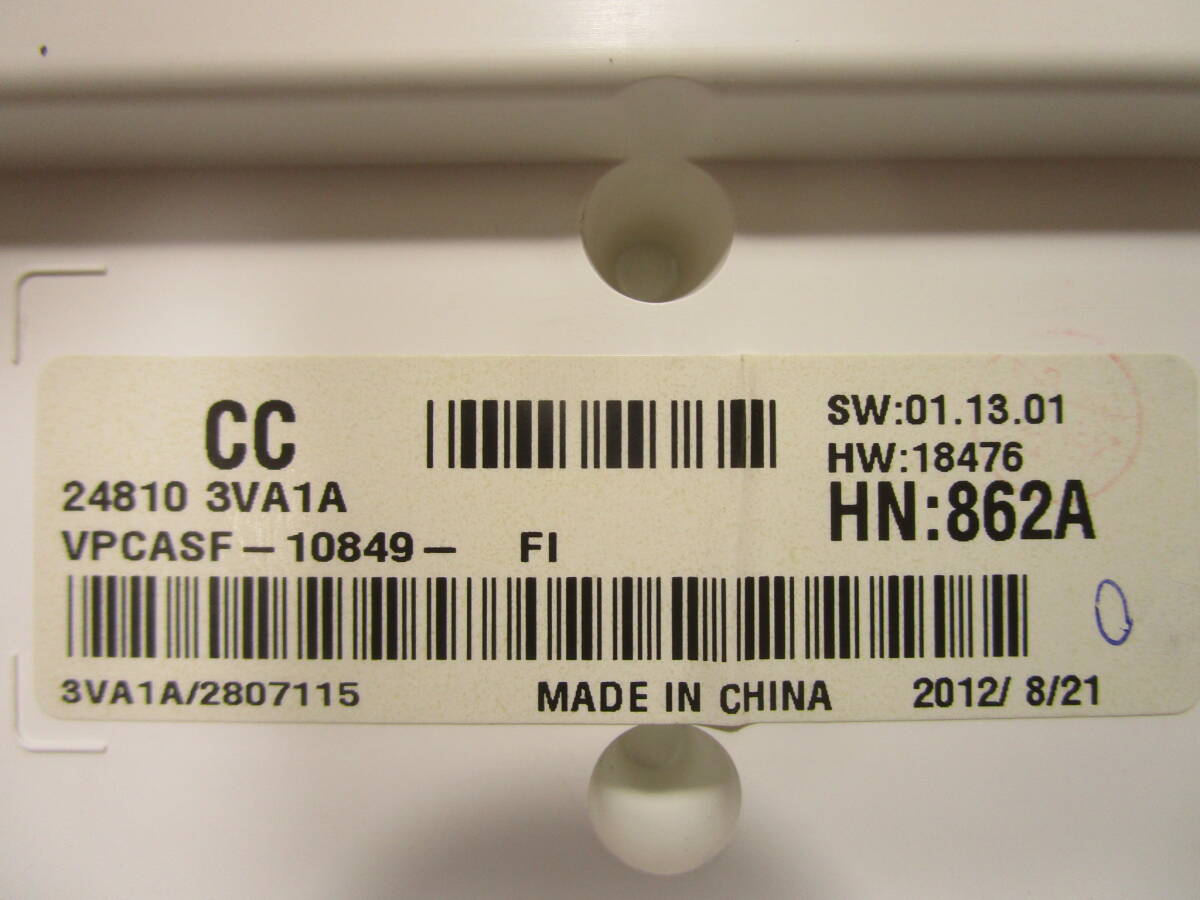 CC
SW:01.13.01
HW:18476
24810 3VA1A
HN:862A
VPCASF-10849- FI
3VA1A/2807115 MADE IN CHINA 2012/ 8/21